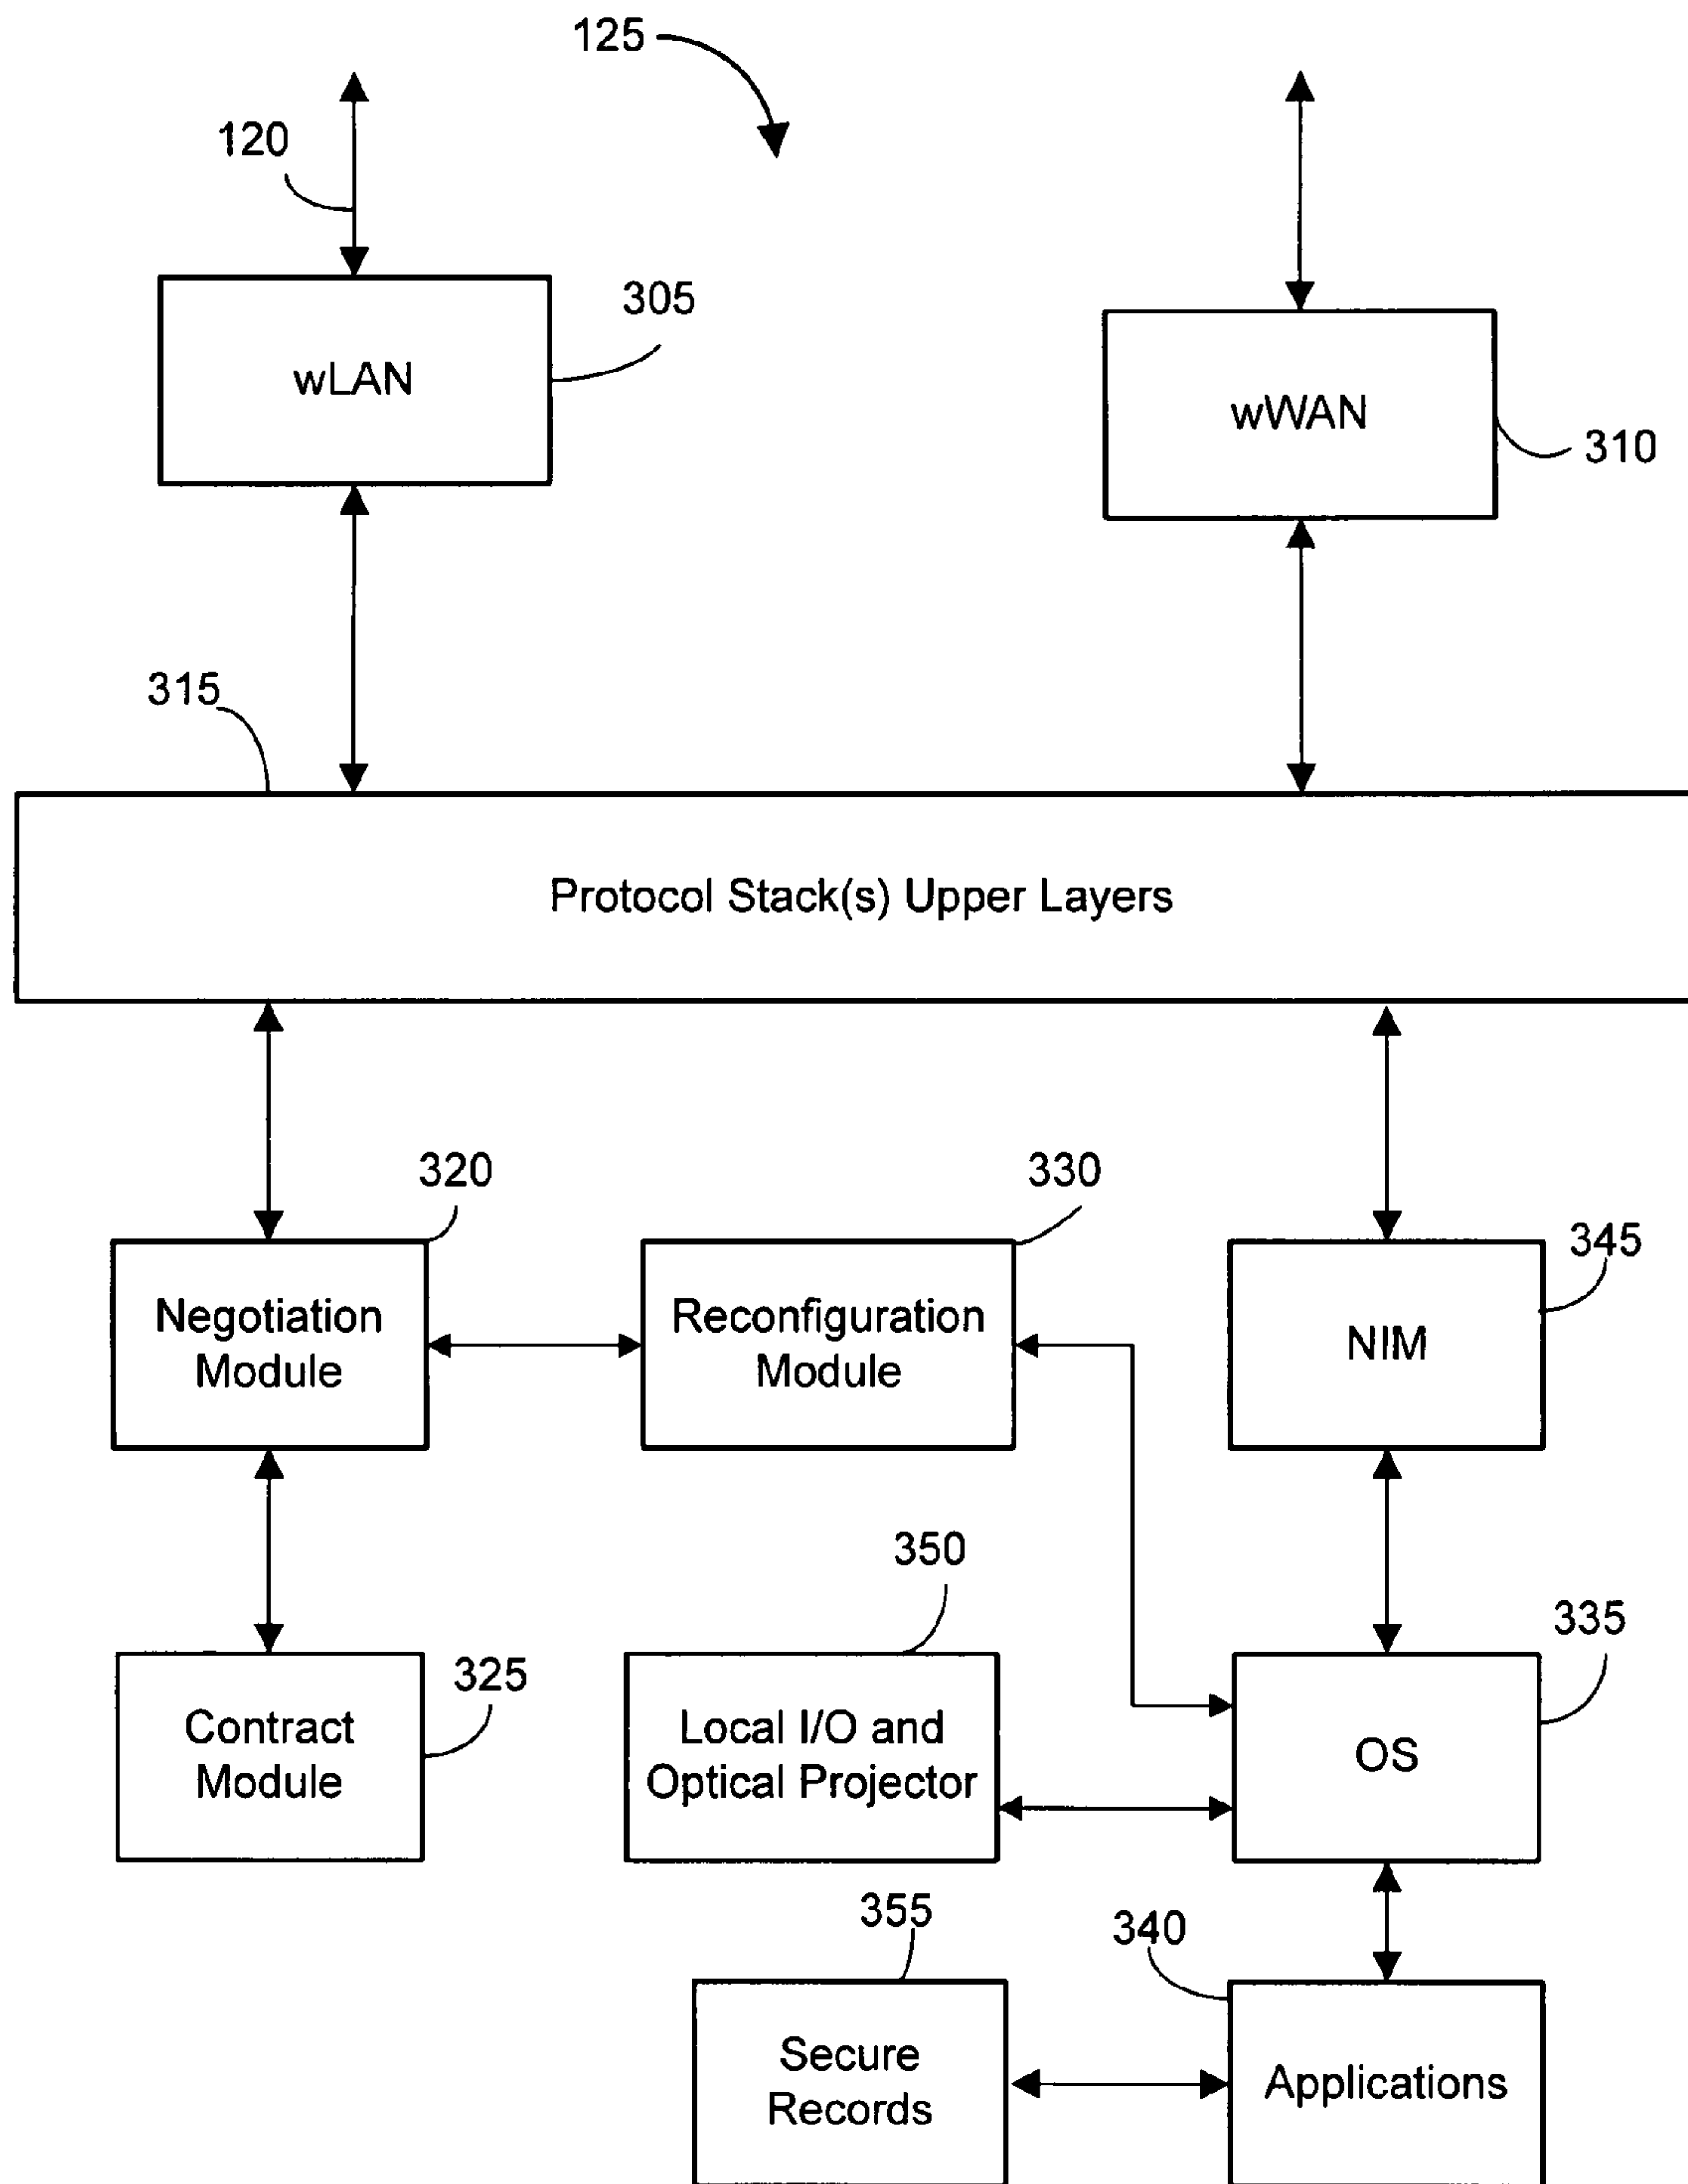 125
120
305
wLAN
wWAN
310
315
Protocol Stack(s) Upper Layers
320
330
345
Negotiation
Module
Reconfiguration
Module
NIM
350
335
325
Contract
Module
Local I/O and
Optical Projector
OS
355
340
Secure
Records
Applications